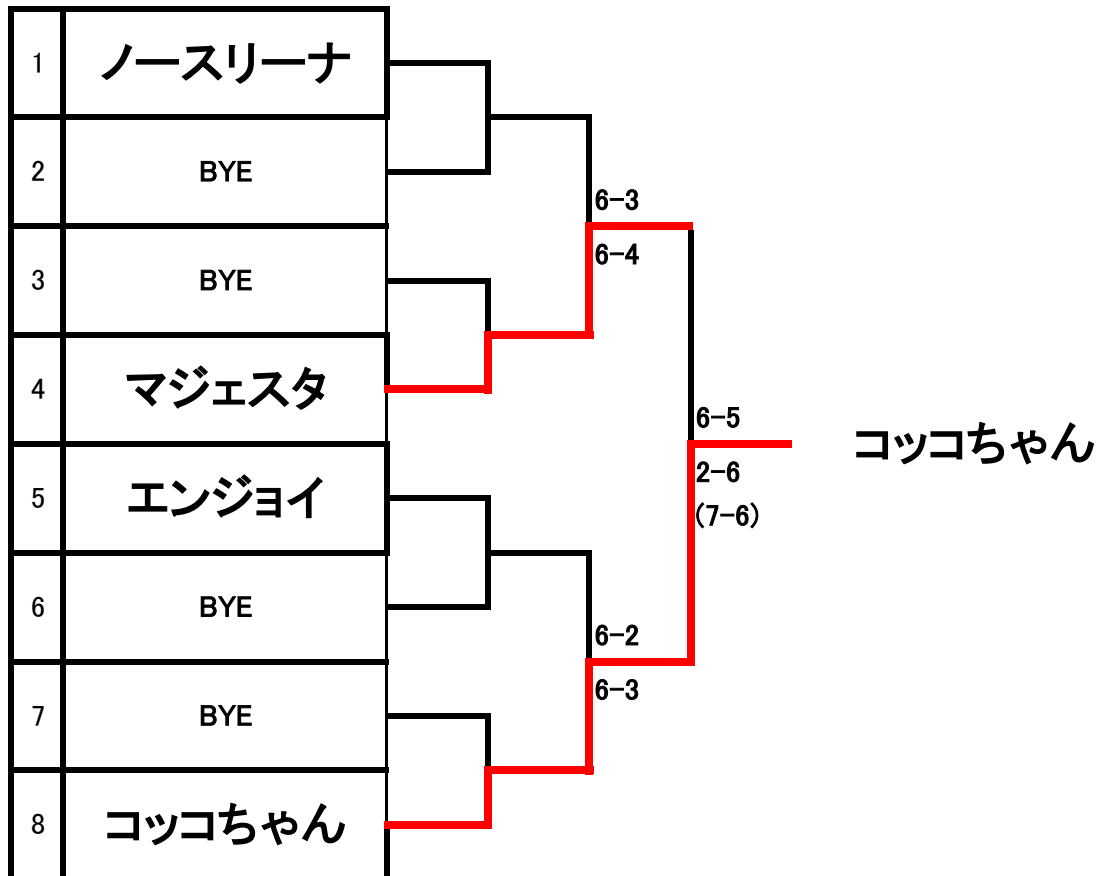 1 ノースリーナ
2 BYE
3 BYE
4 マジェスタ
5 エンジョイ
6 BYE
7 BYE
8 コッコちゃん
6-3
6-4
6-2
6-3
6-5
2-6
(7-6)
コッコちゃん